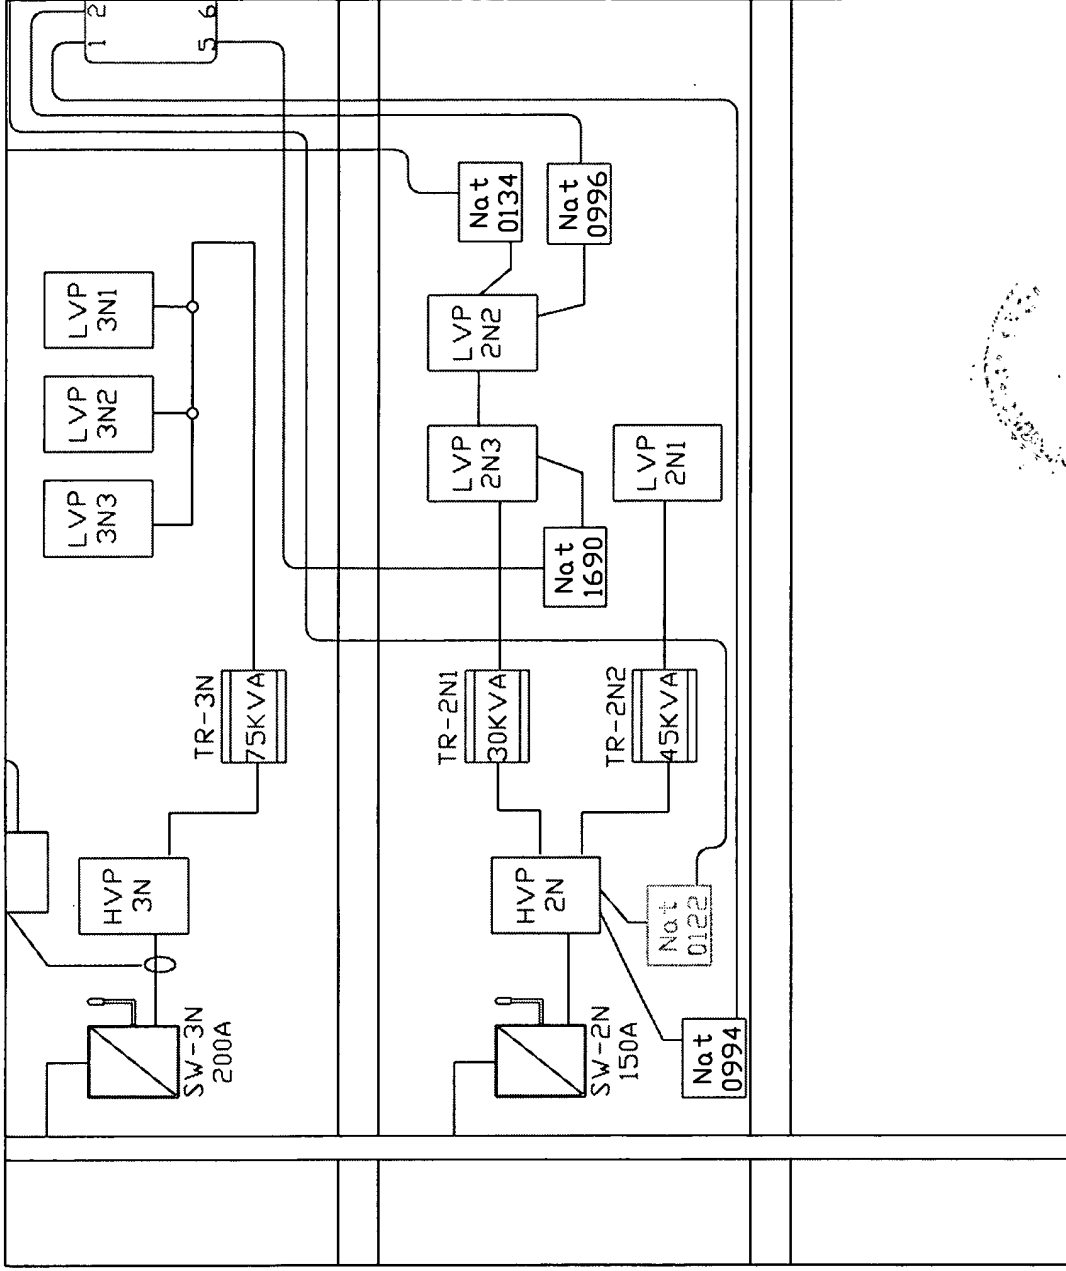 2
6
1
5
Nat
0134
Nat
0996
LVP
3N1
LVP
2N2
LVP
3N2
LVP
2N3
LVP
2N1
LVP
3N3
Nat
1690
TR-3N
75KVA
TR-2N1
30KVA
TR-2N2
45KVA
HVP
3N
HVP
2N
Nat
0122
SW-3N
200A
SW-2N
150A
Nat
0994